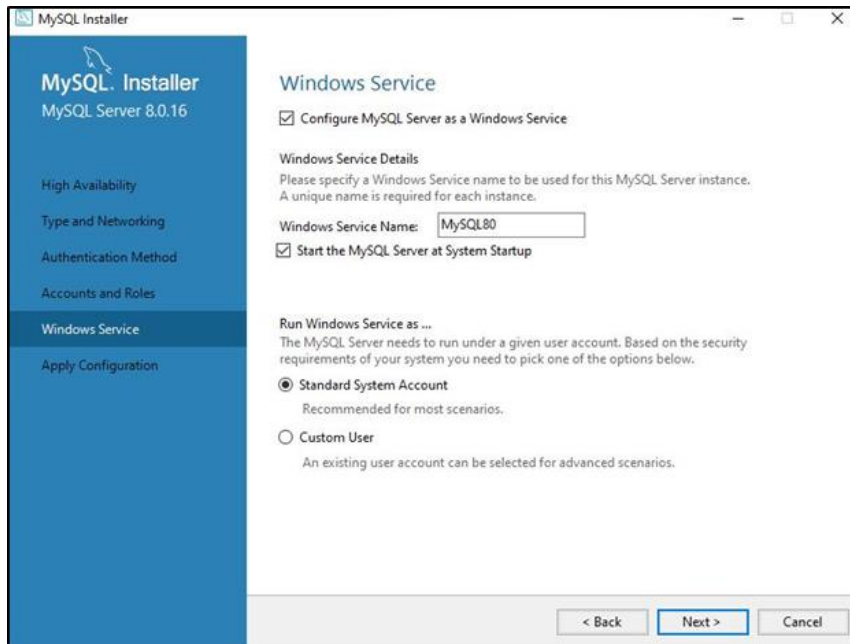 MySQL Installer
MySQL. Installer
MySQL Server 8.0.16
High Availability
Type and Networking
Authentication Method
Accounts and Roles
Windows Service
Apply Configuration
Windows Service
Configure MySQL Server as a Windows Service
Windows Service Details
Please specify a Windows Service name to be used for this MySQL Server instance.
A unique name is required for each instance.
Windows Service Name: MySQL80
Start the MySQL Server at System Startup
Run Windows Service as ...
The MySQL Server needs to run under a given user account. Based on the security
requirements of your system you need to pick one of the options below.
Standard System Account
Recommended for most scenarios.
Custom User
An existing user account can be selected for advanced scenarios.
< Back Next > Cancel